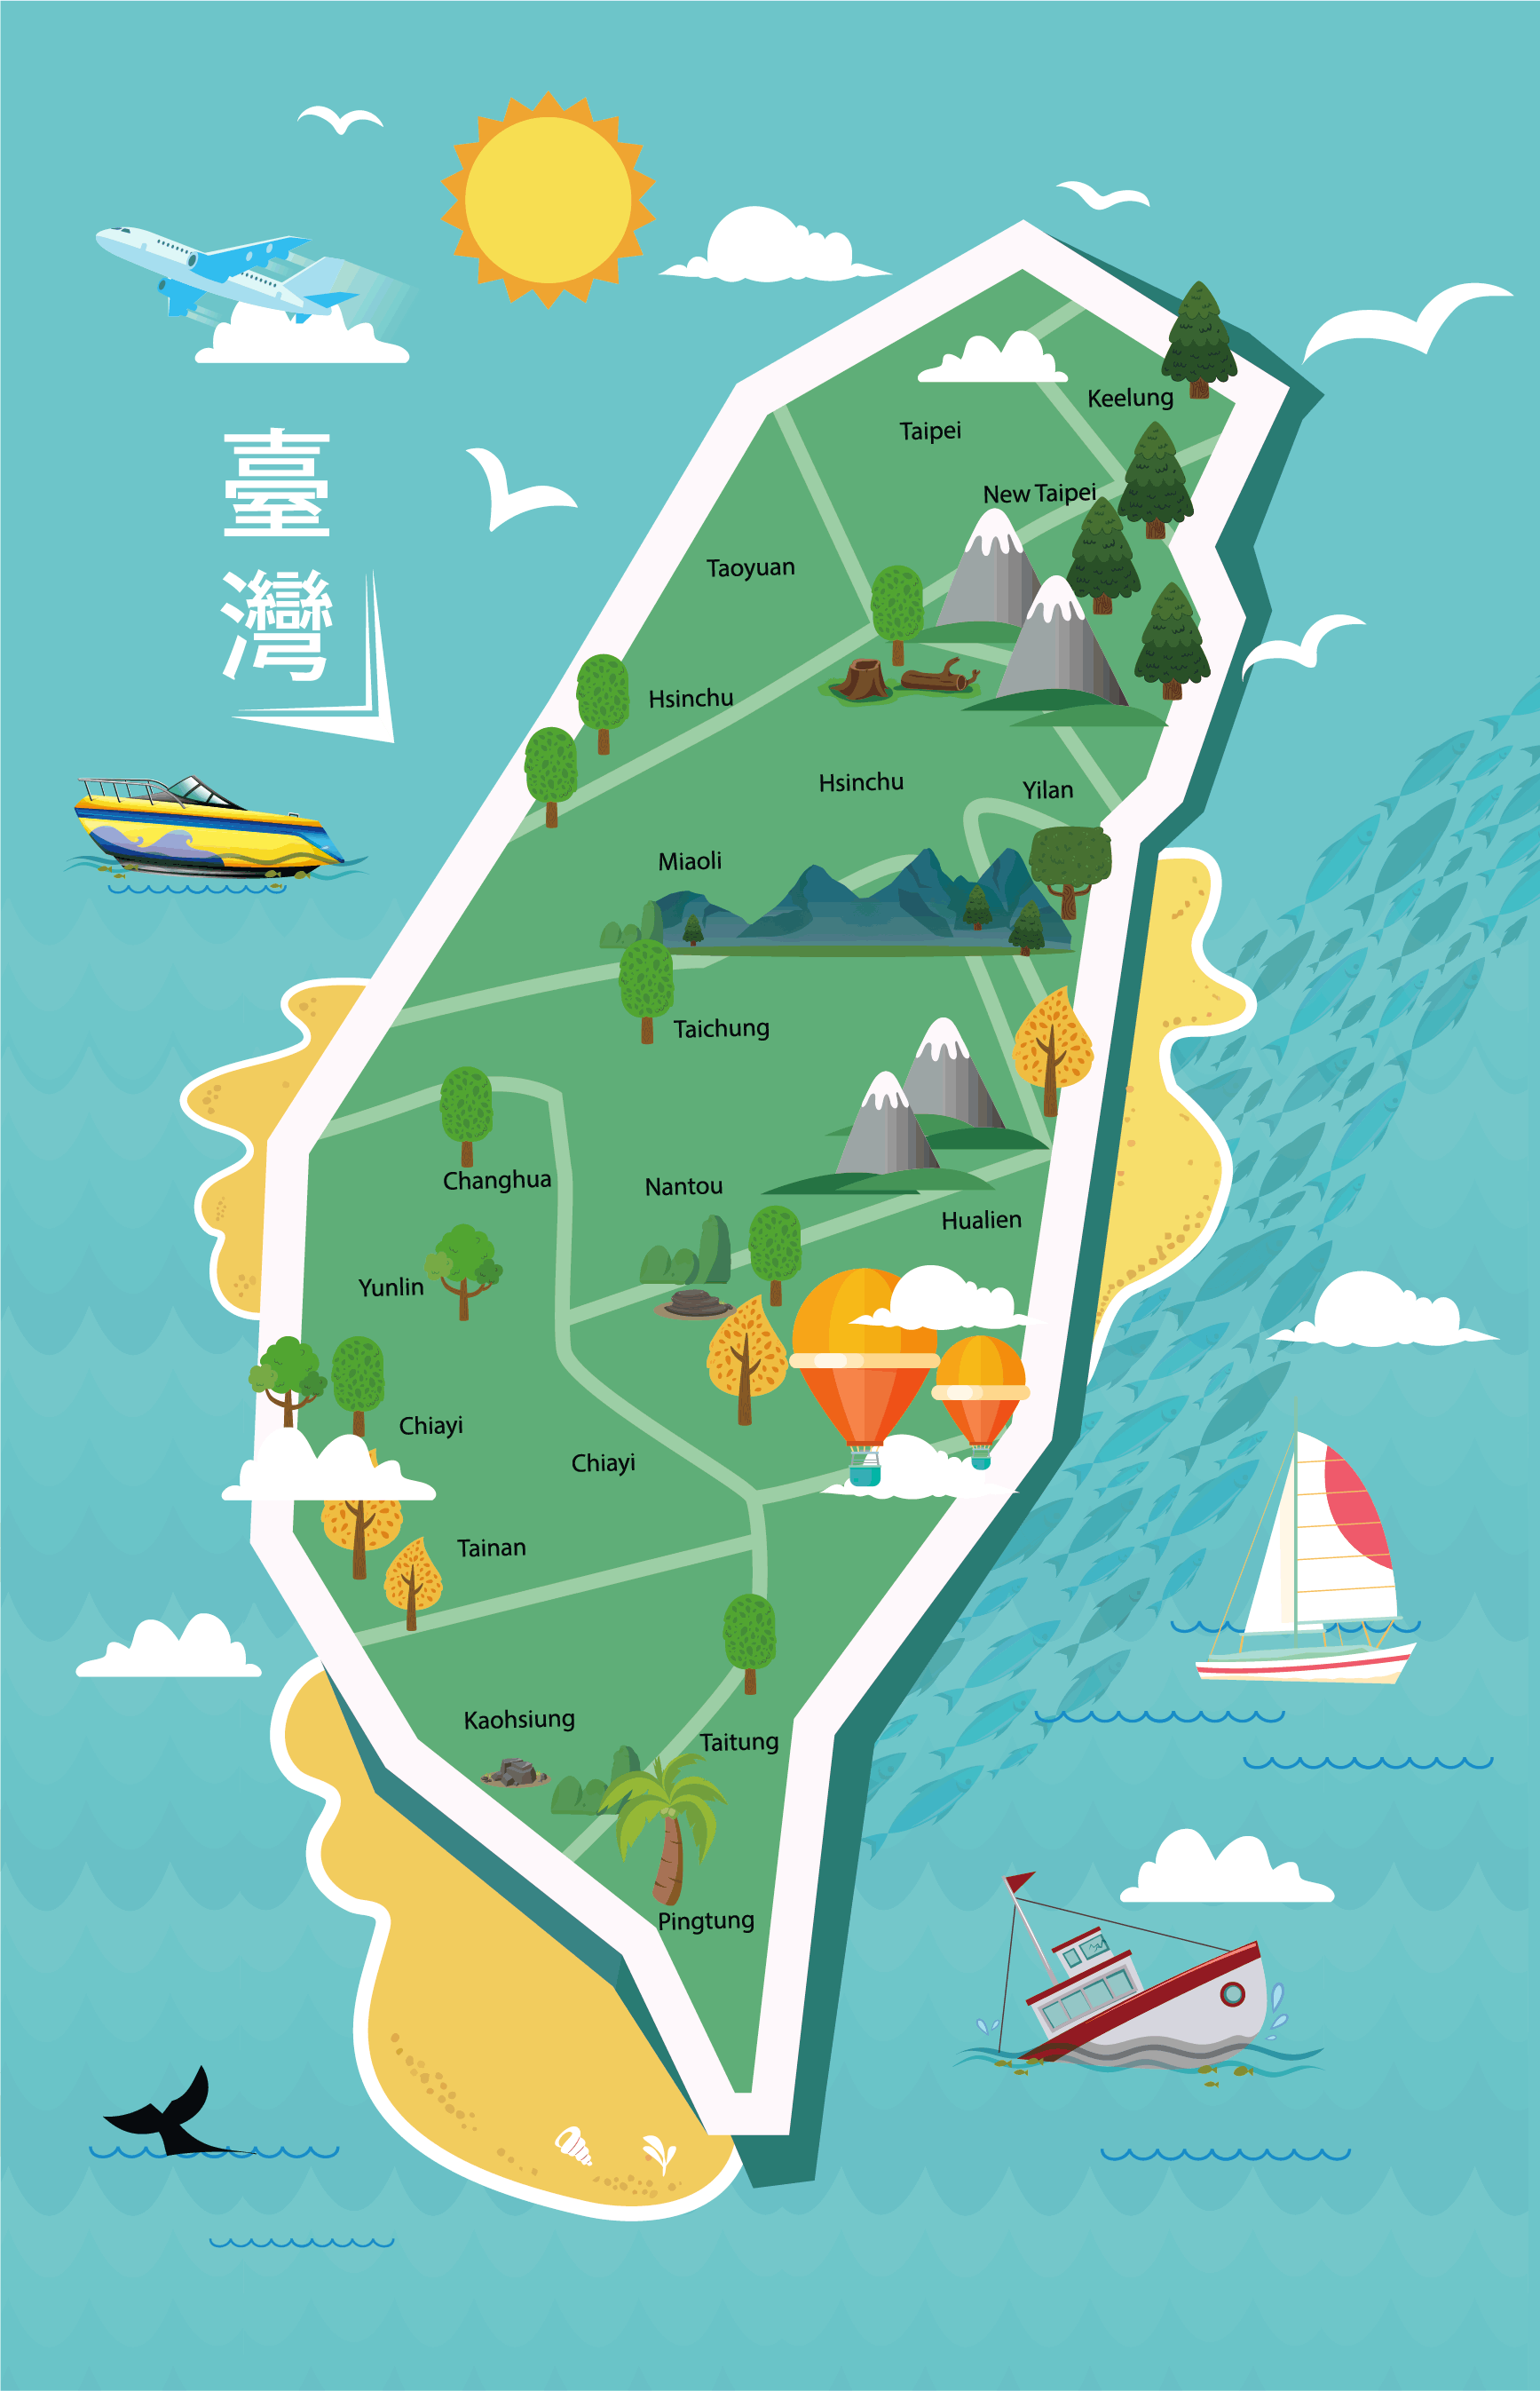 臺
灣
Keelung
Taipei
New Taipei
Taoyuan
Hsinchu
Hsinchu
Yilan
Miaoli
Taichung
Changhua
Nantou
Hualien
Yunlin
Chiayi
Chiayi
Tainan
Kaohsiung
Taitung
Pingtung